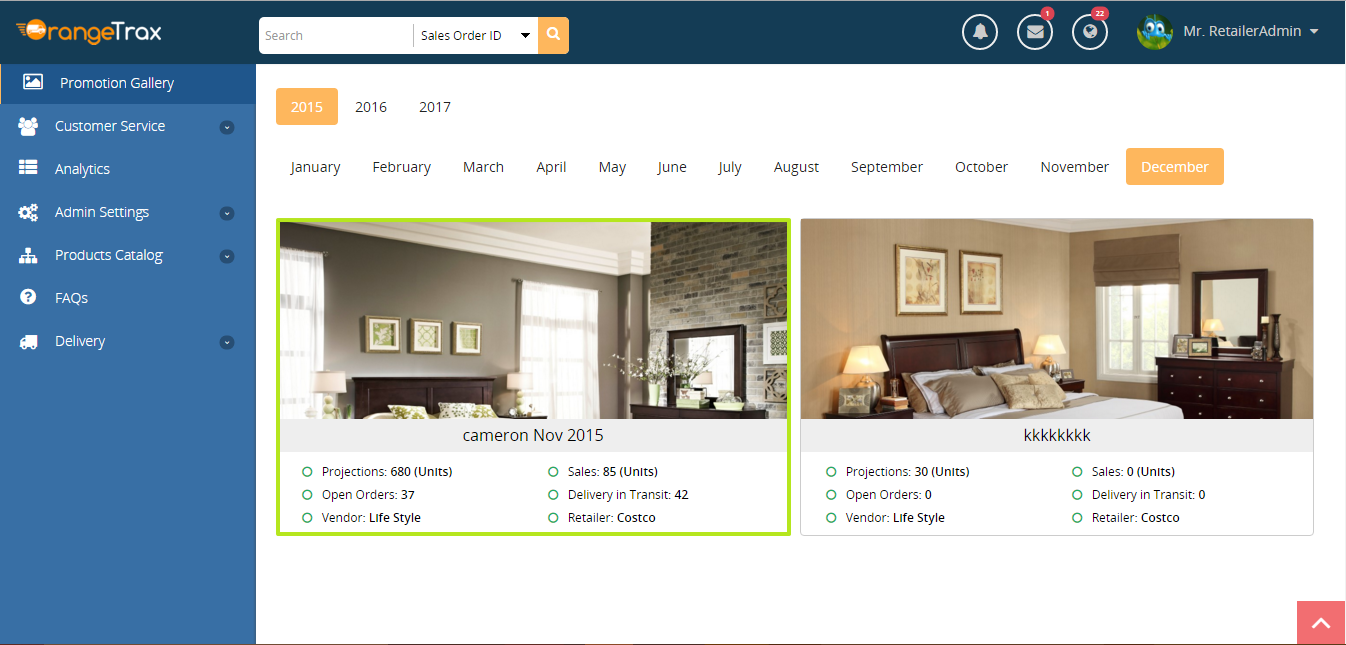 OrangeTrax
Search
Sales Order ID
1
22
Mr. RetailerAdmin
Promotion Gallery
Customer Service
Analytics
Admin Settings
Products Catalog
FAQs
Delivery
2015 2016 2017
January February March April May June July August September October November December
cameron Nov 2015
Projections: 680 (Units) Sales: 85 (Units)
Open Orders: 37 Delivery in Transit: 42
Vendor: Life Style Retailer: Costco
kkkkkkkk
Projections: 30 (Units) Sales: 0 (Units)
Open Orders: 0 Delivery in Transit: 0
Vendor: Life Style Retailer: Costco